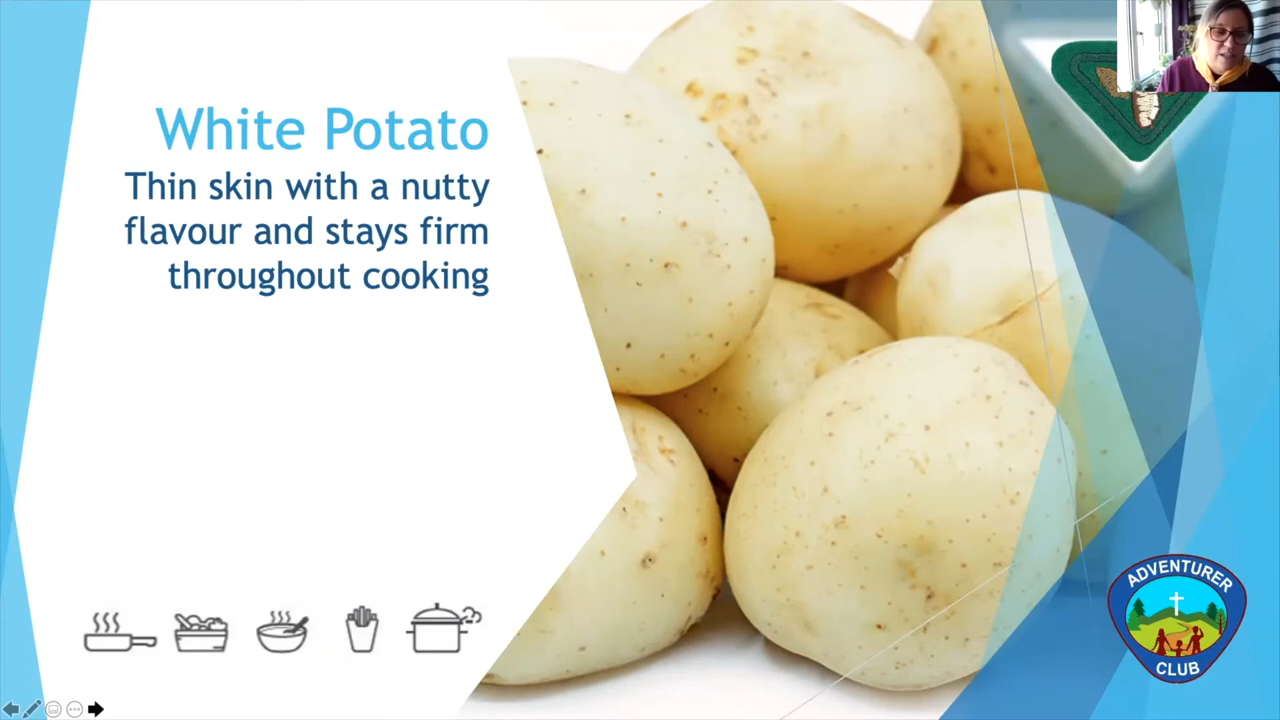 White Potato
Thin skin with a nutty
flavour and stays firm
throughout cooking
ADVENTURER
CLUB